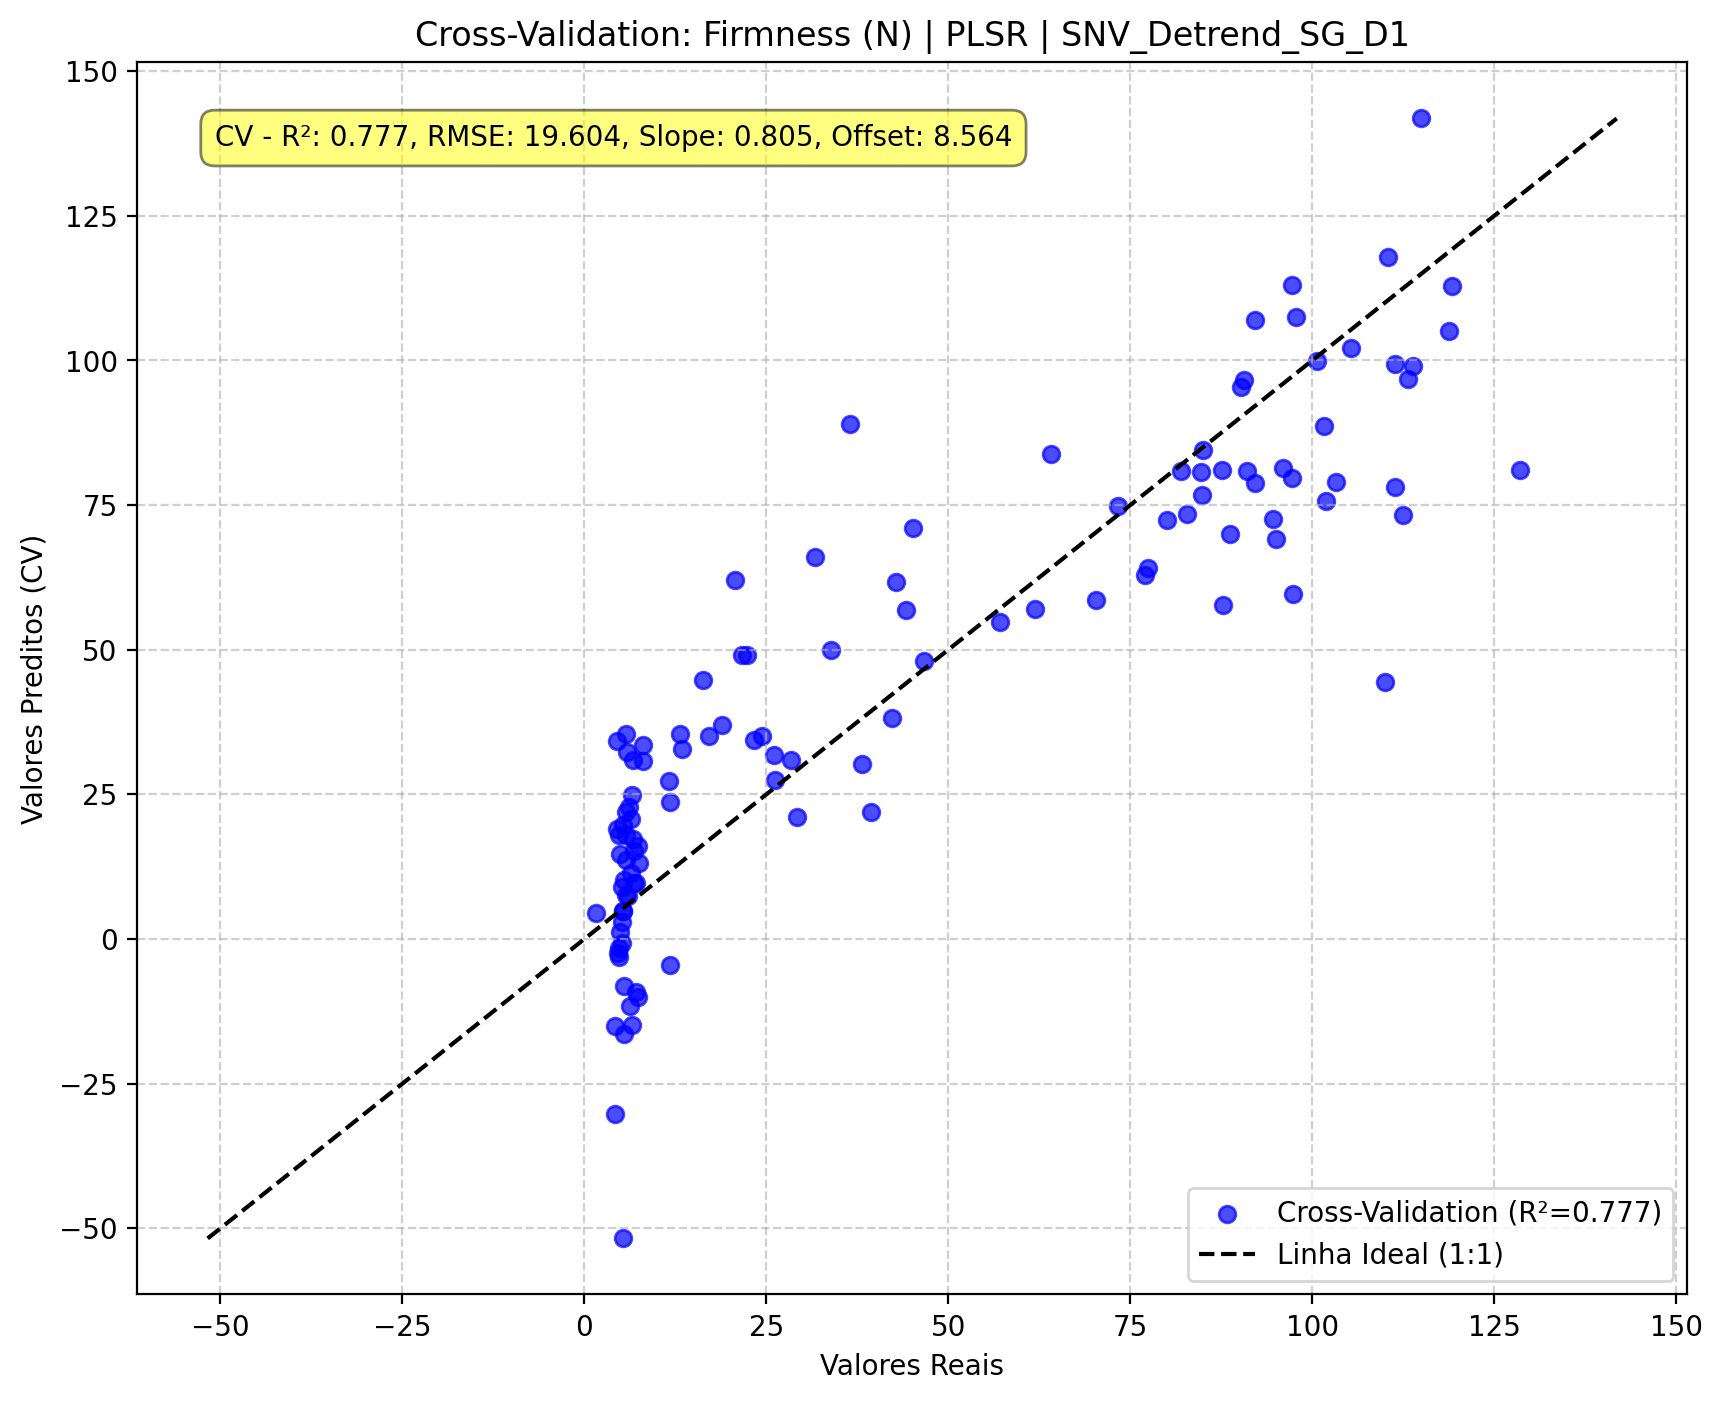 Cross-Validation: Firmness (N) | PLSR | SNV_Detrend_SG_D1
CV - R²: 0.777, RMSE: 19.604, Slope: 0.805, Offset: 8.564
Valores Preditos (CV)
150
125
100
75
50
25
0
−25
−50
Cross-Validation (R²=0.777)
Linha Ideal (1:1)
−50 −25 0 25 50 75 100 125 150
Valores Reais